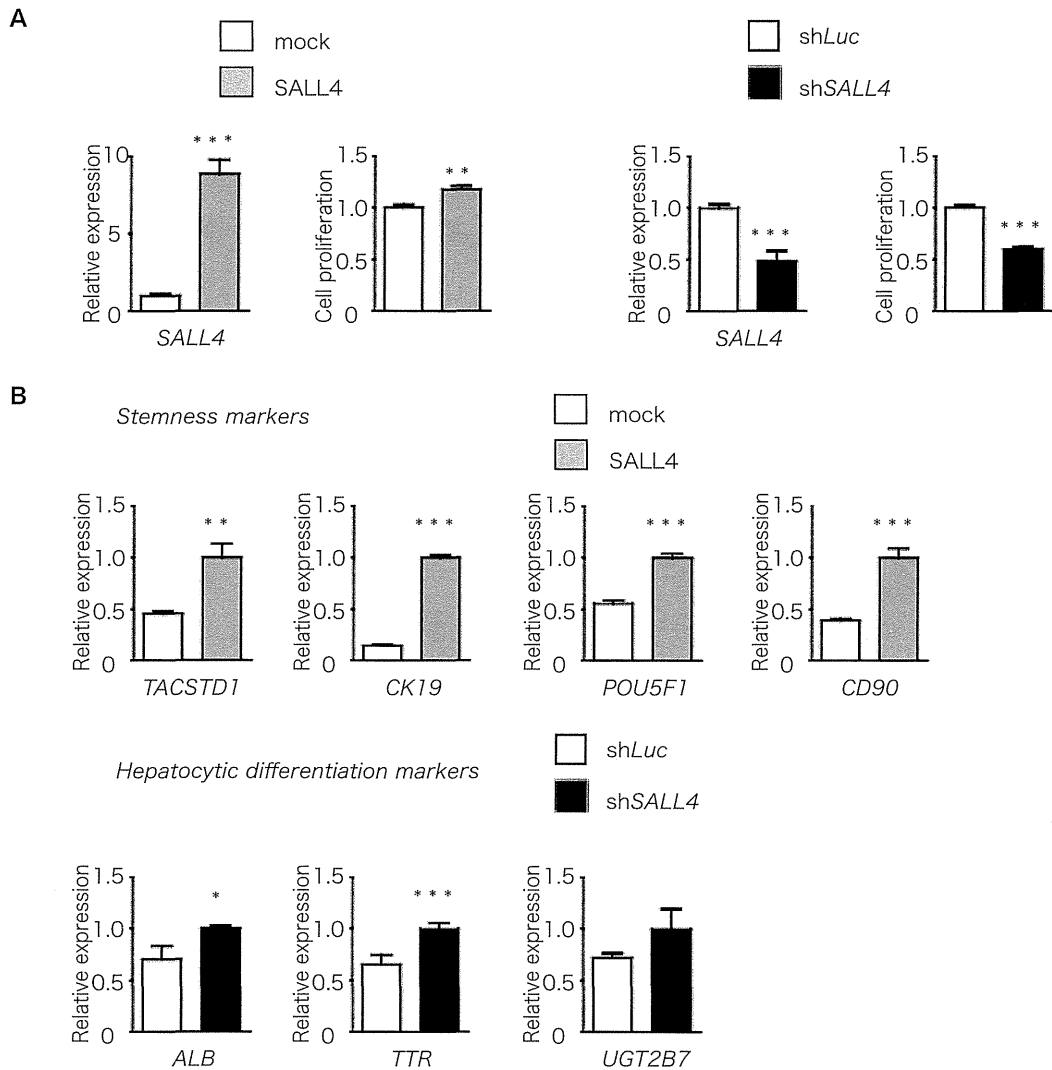 A
mock
SALL4
shLuc
shSALL4
Relative expression
10
5
0
* * *
SALL4
Cell proliferation
1.5
1.0
0.5
0
* *
Relative expression
1.5
1.0
0.5
0
* * *
SALL4
Cell proliferation
1.5
1.0
0.5
0
* * *
B
Stemness markers
mock
SALL4
Relative expression
1.5
1.0
0.5
0
* *
TACSTD1
Relative expression
1.5
1.0
0.5
0
* * *
CK19
Relative expression
1.5
1.0
0.5
0
* * *
POU5F1
Relative expression
1.5
1.0
0.5
0
* * *
CD90
Hepatocytic differentiation markers
shLuc
shSALL4
Relative expression
1.5
1.0
0.5
0
*
ALB
Relative expression
1.5
1.0
0.5
0
* * *
TTR
Relative expression
1.5
1.0
0.5
0
UGT2B7